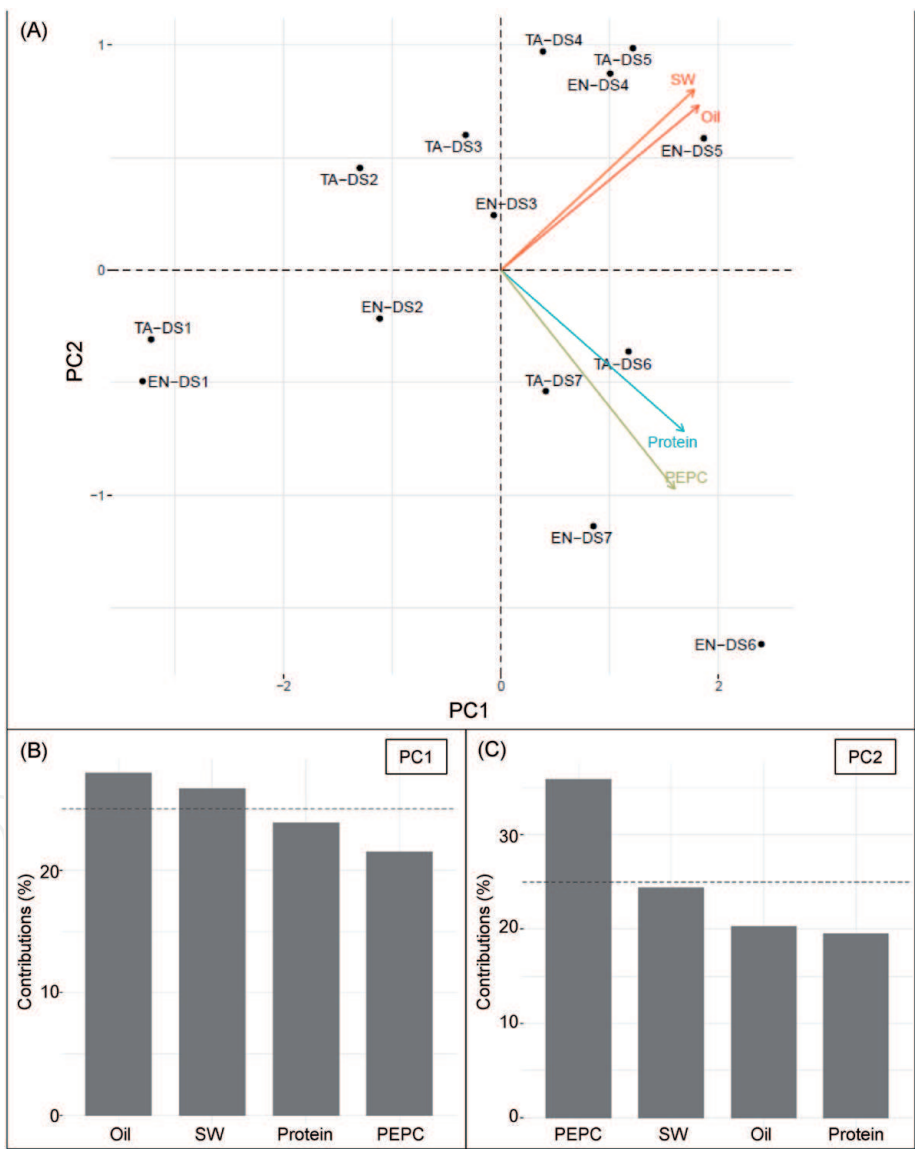 (A)
TA-DS4
TA-DS5
EN-DS4
SW
Oil
1
TA-DS3
EN-DS5
TA-DS2
EN-DS3
0
EN-DS2
TA-DS1
EN-DS1
TA-DS6
TA-DS7
Protein
PEPC
-1
EN-DS7
EN-DS6
PC2
-2
0
2
PC1
(B)
PC1
20
10
0
Contributions (%)
Oil SW Protein PEPC
(C)
PC2
30
20
10
0
Contributions (%)
PEPC SW Oil Protein